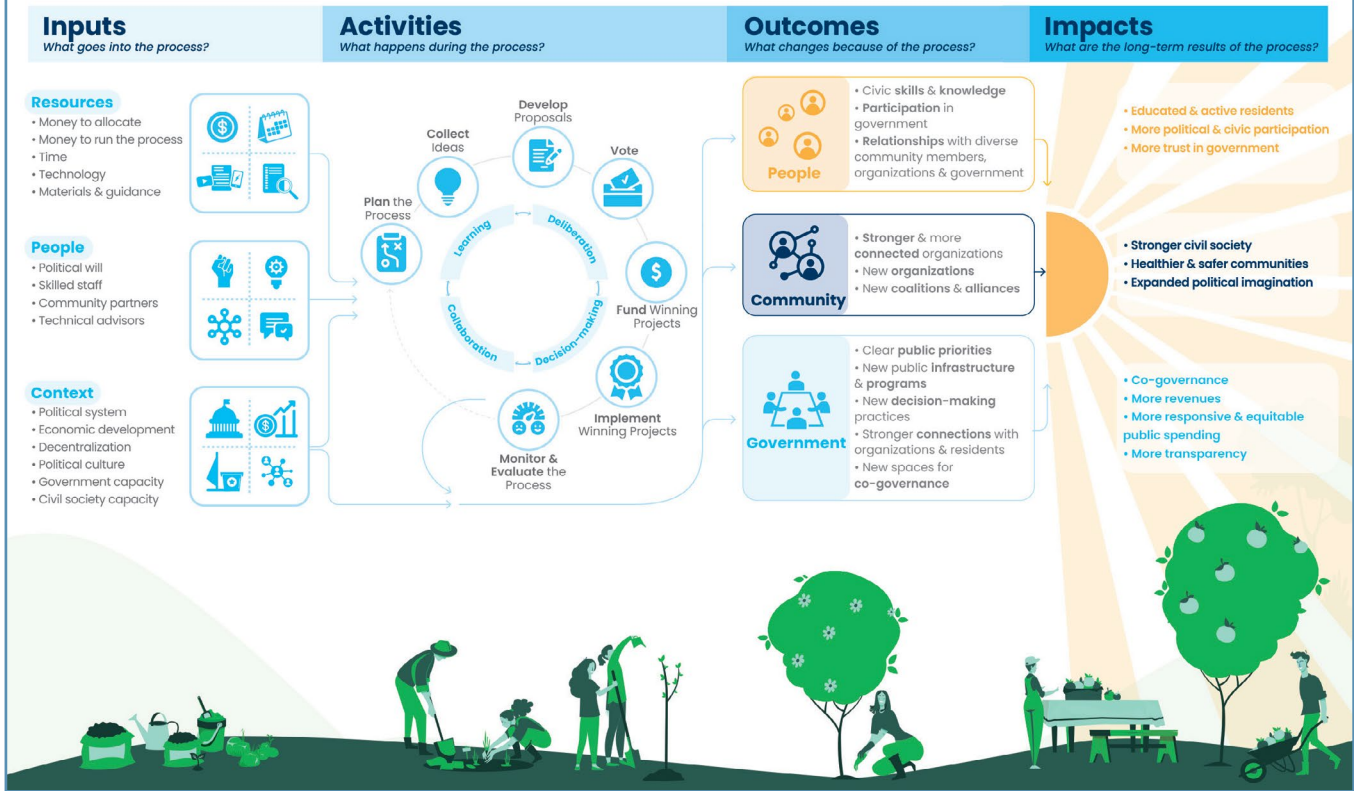 Inputs
What goes into the process?
Activities
What happens during the process?
Outcomes
What changes because of the process?
Impacts
What are the long-term results of the process?
Resources
• Money to allocate
• Money to run the process
• Time
• Technology
• Materials & guidance
People
• Political will
• Skilled staff
• Community partners
• Technical advisors
Context
• Political system
• Economic development
• Decentralization
• Political culture
• Government capacity
• Civil society capacity
Plan the
Process
Collect
Ideas
Develop
Proposals
Vote
Fund Winning
Projects
Implement
Winning Projects
Monitor &
Evaluate the
Process
Learning
Deliberation
Decision-making
Collaboration
People
• Civic skills & knowledge
• Participation in
government
• Relationships with diverse
community members,
organizations & government
Community
• Stronger & more
connected organizations
• New organizations
• New coalitions & alliances
Government
• Clear public priorities
• New public infrastructure
& programs
• New decision-making
practices
• Stronger connections with
organizations & residents
• New spaces for
co-governance
• Educated & active residents
• More political & civic participation
• More trust in government
• Stronger civil society
• Healthier & safer communities
• Expanded political imagination
• Co-governance
• More revenues
• More responsive & equitable
public spending
• More transparency